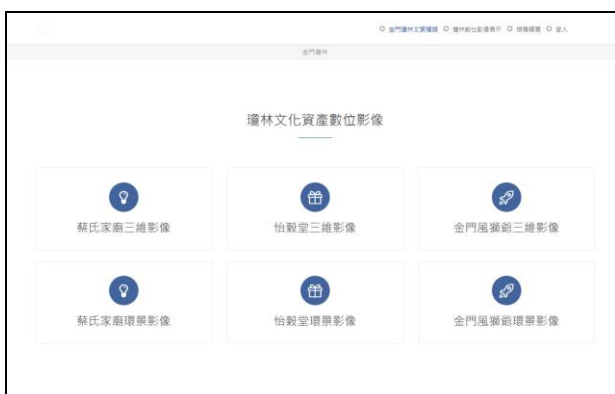 金門瓊林文資種類 瓊林數位影像展示 搜尋導覽 登入
金門瓊林
瓊林文化資產數位影像
蔡氏家廟三維影像
怡穀堂三維影像
金門風獅爺三維影像
蔡氏家廟環景影像
怡穀堂環景影像
金門風獅爺環景影像